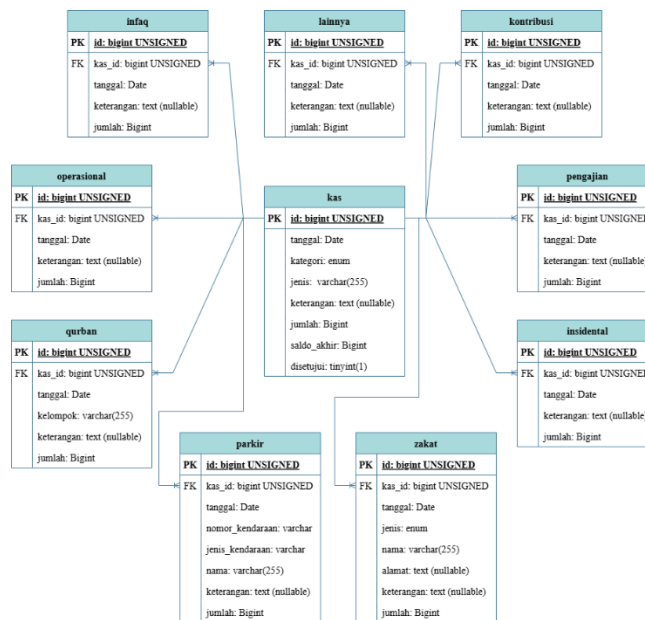 infaq
PK id: bigint UNSIGNED
FK kas_id: bigint UNSIGNED
tanggal: Date
keterangan: text (nullable)
jumlah: Bigint
lainnya
PK id: bigint UNSIGNED
FK kas_id: bigint UNSIGNED
tanggal: Date
keterangan: text (nullable)
jumlah: Bigint
kontribusi
PK id: bigint UNSIGNED
FK kas_id: bigint UNSIGNED
tanggal: Date
keterangan: text (nullable)
jumlah: Bigint
operasional
PK id: bigint UNSIGNED
FK kas_id: bigint UNSIGNED
tanggal: Date
keterangan: text (nullable)
jumlah: Bigint
kas
PK id: bigint UNSIGNED
tanggal: Date
kategori: enum
jenis: varchar(255)
keterangan: text (nullable)
jumlah: Bigint
saldo_akhir: Bigint
disetujui: tinyint(1)
pengajian
PK id: bigint UNSIGNED
FK kas_id: bigint UNSIGNED
tanggal: Date
keterangan: text (nullable)
jumlah: Bigint
qurban
PK id: bigint UNSIGNED
FK kas_id: bigint UNSIGNED
tanggal: Date
kelompok: varchar(255)
keterangan: text (nullable)
jumlah: Bigint
insidental
PK id: bigint UNSIGNED
FK kas_id: bigint UNSIGNED
tanggal: Date
keterangan: text (nullable)
jumlah: Bigint
parkir
PK id: bigint UNSIGNED
FK kas_id: bigint UNSIGNED
tanggal: Date
nomor_kendaraan: varchar
jenis_kendaraan: varchar
nama: varchar(255)
keterangan: text (nullable)
jumlah: Bigint
zakat
PK id: bigint UNSIGNED
FK kas_id: bigint UNSIGNED
tanggal: Date
jenis: enum
nama: varchar(255)
alamat: text (nullable)
keterangan: text (nullable)
jumlah: Bigint